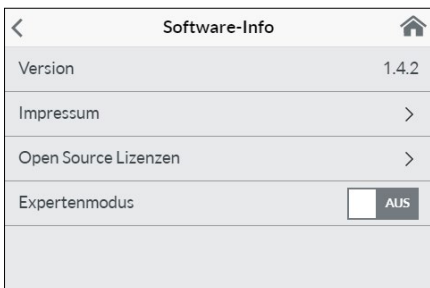 Software-Info
Version 1.4.2
Impressum
Open Source Lizenzen
Expertenmodus AUS